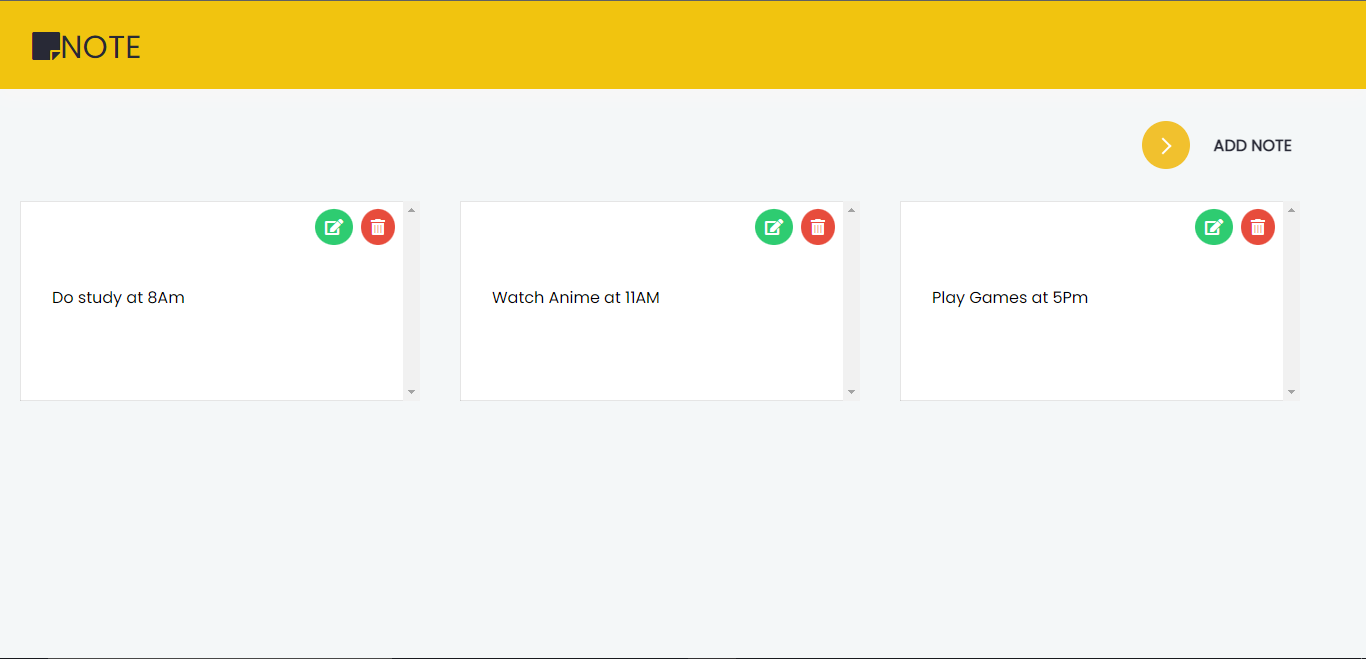 NOTE
ADD NOTE
Do study at 8Am
Watch Anime at 11AM
Play Games at 5Pm